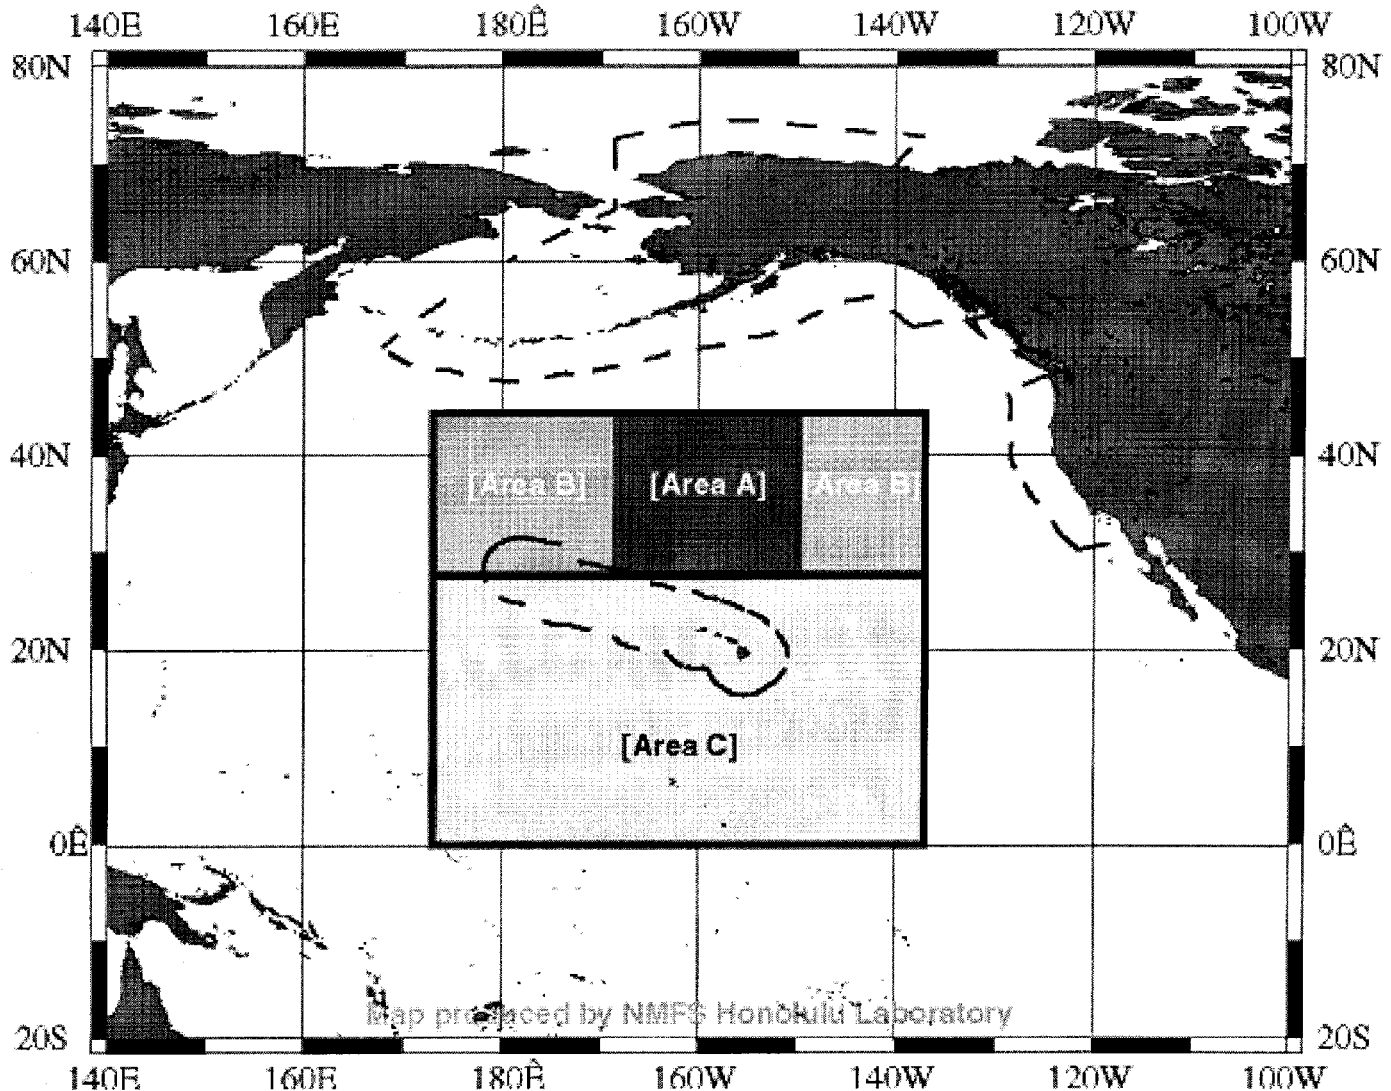 140E 160E 180Ê 160W 140W 120W 100W
80N 80N
60N 60N
40N 40N
[Area B] [Area A] [Area B]
20N 20N
[Area C]
0Ê 0Ê
Map produced by NMFS Honolulu Laboratory
20S 20S
140E 160E 180Ê 160W 140W 120W 100W